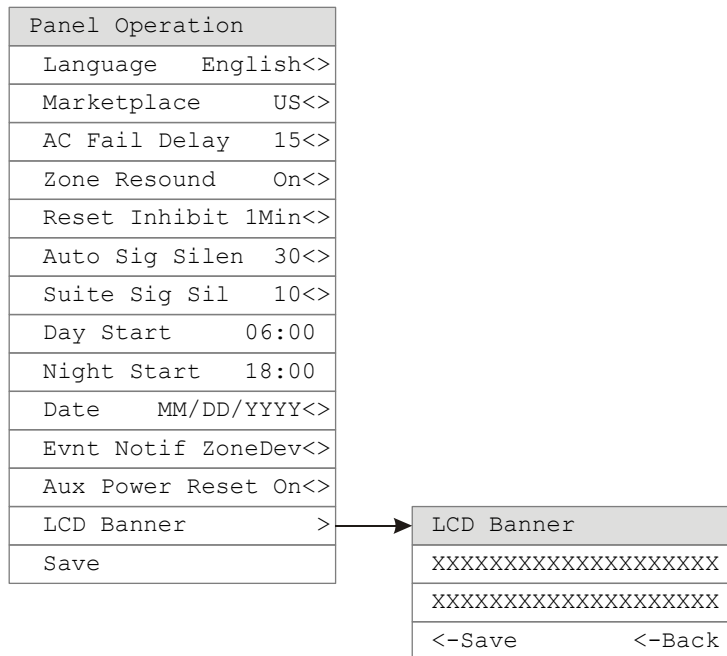 Panel Operation
Language English<>
Marketplace US<>
AC Fail Delay 15<>
Zone Resound On<>
Reset Inhibit 1Min<>
Auto Sig Silen 30<>
Suite Sig Sil 10<>
Day Start 06:00
Night Start 18:00
Date MM/DD/YYYY<>
Evnt Notif ZoneDev<>
Aux Power Reset On<>
LCD Banner >
Save
LCD Banner
XXXXXXXXXXXXXXXXXXXX
XXXXXXXXXXXXXXXXXXXX
<-Save <-Back